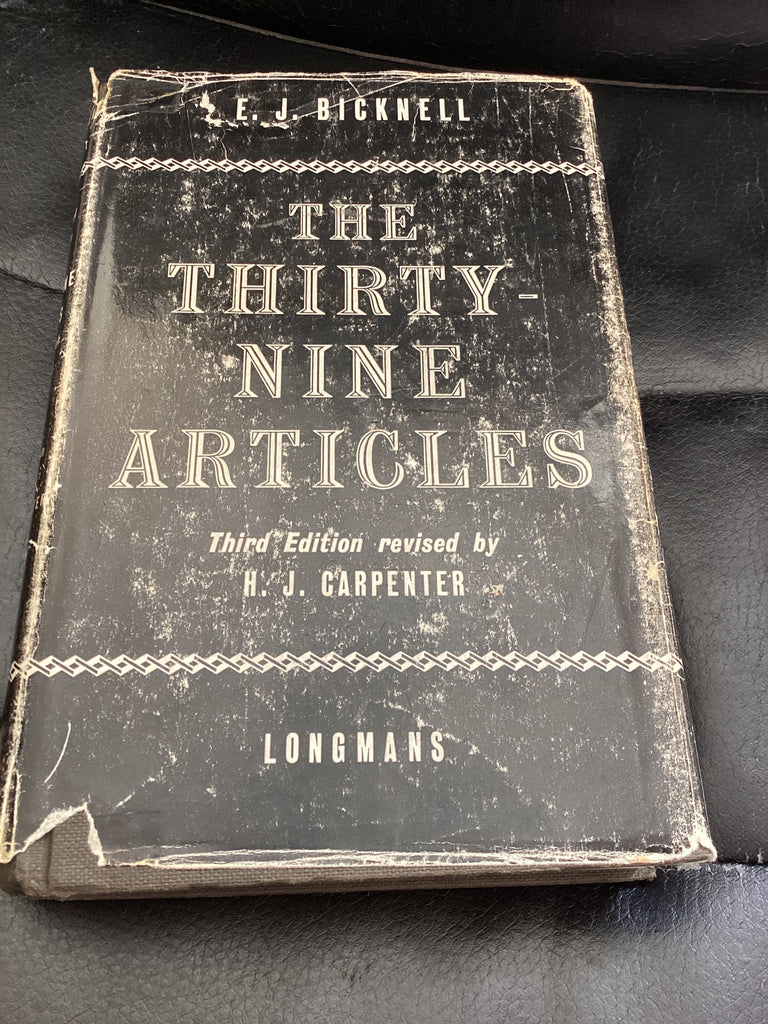 E. J. BICKNELL
THE
THIRTY-
NINE
ARTICLES
Third Edition revised by
H. J. CARPENTER
LONGMANS